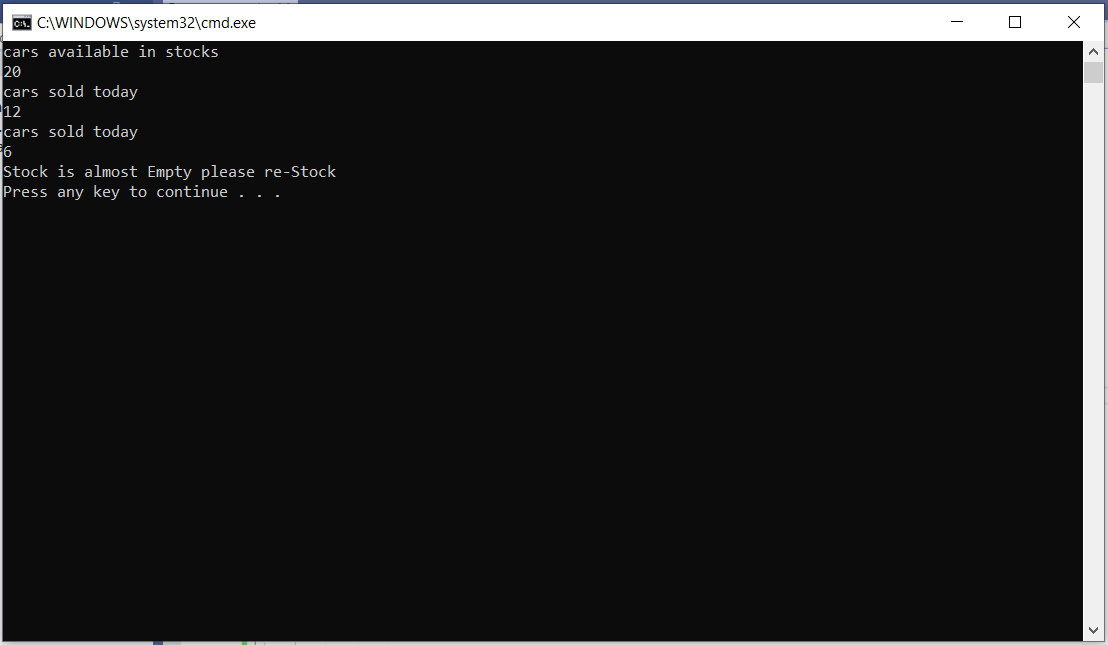 C:\WINDOWS\system32\cmd.exe
cars available in stocks
20
cars sold today
12
cars sold today
6
Stock is almost Empty please re-Stock
Press any key to continue . . .